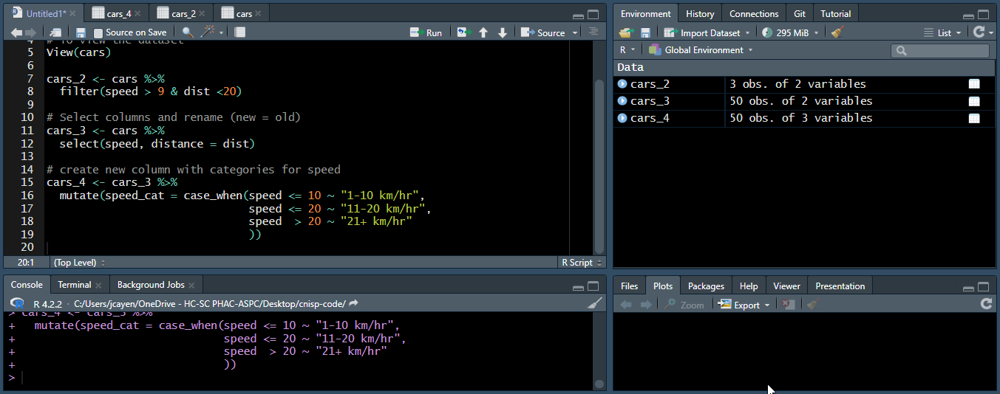 Untitled1*
cars_4
cars_2
cars
Source on Save
Run
Source
4 # To view the dataset
5 View(cars)
6
7 cars_2 <- cars %>%
8 filter(speed > 9 & dist <20)
9
10 # Select columns and rename (new = old)
11 cars_3 <- cars %>%
12 select(speed, distance = dist)
13
14 # create new column with categories for speed
15 cars_4 <- cars_3 %>%
16 mutate(speed_cat = case_when(speed <= 10 ~ "1-10 km/hr",
17 speed <= 20 ~ "11-20 km/hr",
18 speed > 20 ~ "21+ km/hr"
19 ))
20
20:1 (Top Level) R Script
Console Terminal Background Jobs
R 4.2.2 · C:/Users/jcayen/OneDrive - HC-SC PHAC-ASPC/Desktop/cnisp-code/
> cars_4 <- cars_3 %>%
+ mutate(speed_cat = case_when(speed <= 10 ~ "1-10 km/hr",
+ speed <= 20 ~ "11-20 km/hr",
+ speed > 20 ~ "21+ km/hr"
+ ))
>
Environment History Connections Git Tutorial
Import Dataset 295 MiB List
R Global Environment
Data
cars_2 3 obs. of 2 variables
cars_3 50 obs. of 2 variables
cars_4 50 obs. of 3 variables
Files Plots Packages Help Viewer Presentation
Zoom Export